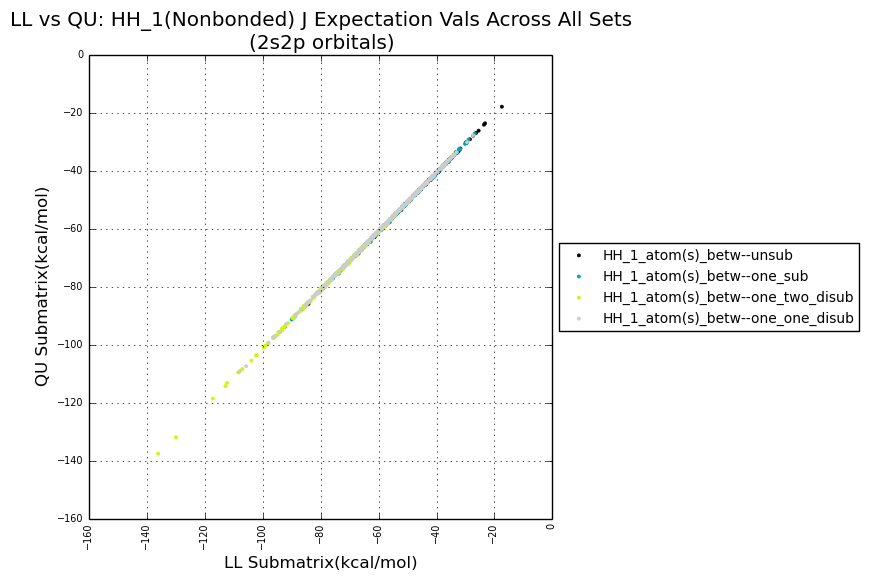 LL vs QU: HH_1(Nonbonded) J Expectation Vals Across All Sets
(2s2p orbitals)
0
−20
−40
−60
−80
−100
−120
−140
−160
QU Submatrix(kcal/mol)
−160
−140
−120
−100
−80
−60
−40
−20
0
LL Submatrix(kcal/mol)
HH_1_atom(s)_betw--unsub
HH_1_atom(s)_betw--one_sub
HH_1_atom(s)_betw--one_two_disub
HH_1_atom(s)_betw--one_one_disub